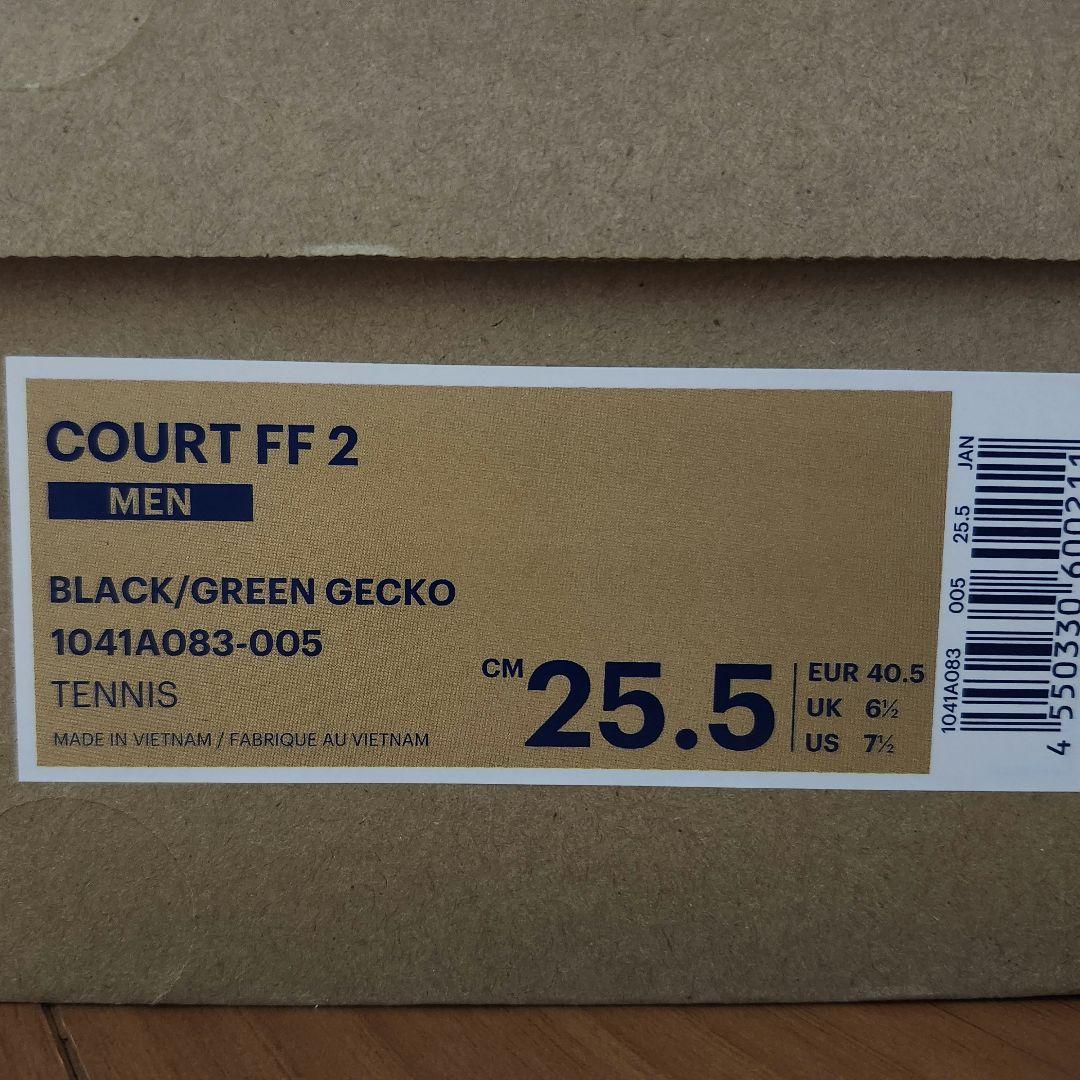 COURT FF 2
MEN
BLACK/GREEN GECKO
1041A083-005
TENNIS
MADE IN VIETNAM / FABRIQUE AU VIETNAM
CM 25.5
EUR 40.5
UK 6½
US 7½
1041A083 005 25.5 JAN
4 550330 600211